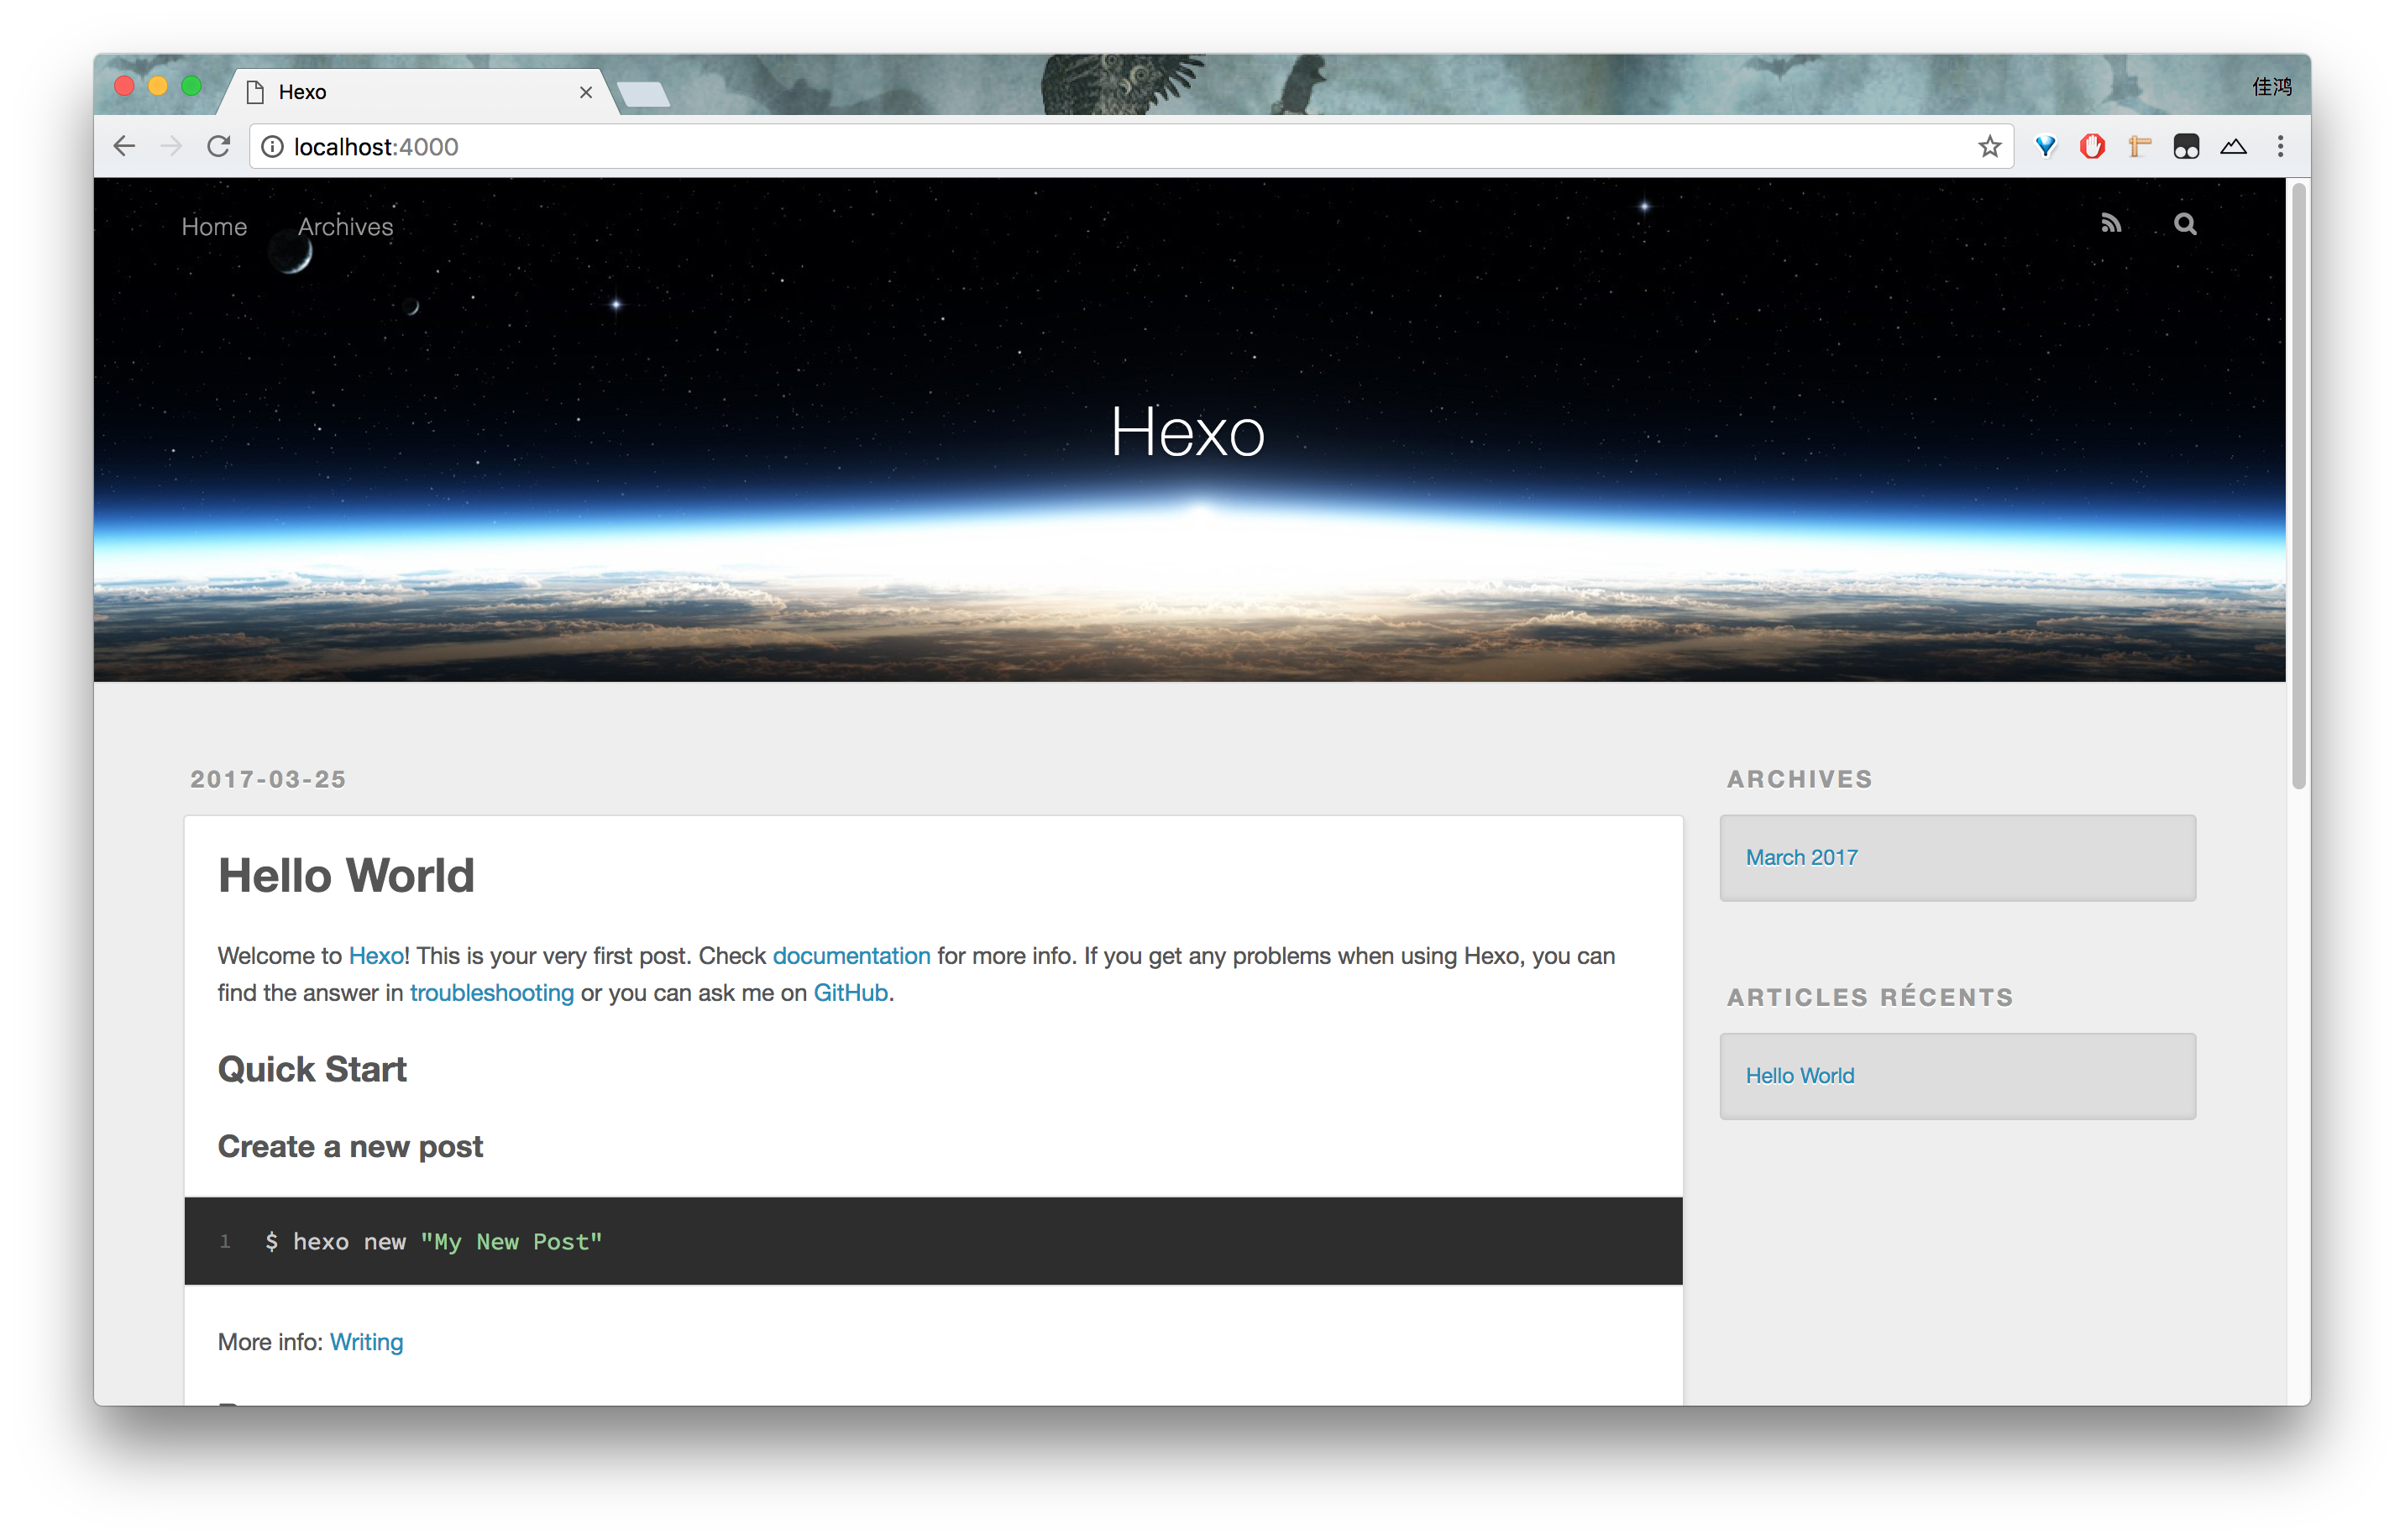 Hexo
佳鸿
localhost:4000
Home Archives
Hexo
2017-03-25
Hello World
Welcome to Hexo! This is your very first post. Check documentation for more info. If you get any problems when using Hexo, you can
find the answer in troubleshooting or you can ask me on GitHub.
Quick Start
Create a new post
1 $ hexo new "My New Post"
More info: Writing
ARCHIVES
March 2017
ARTICLES RÉCENTS
Hello World